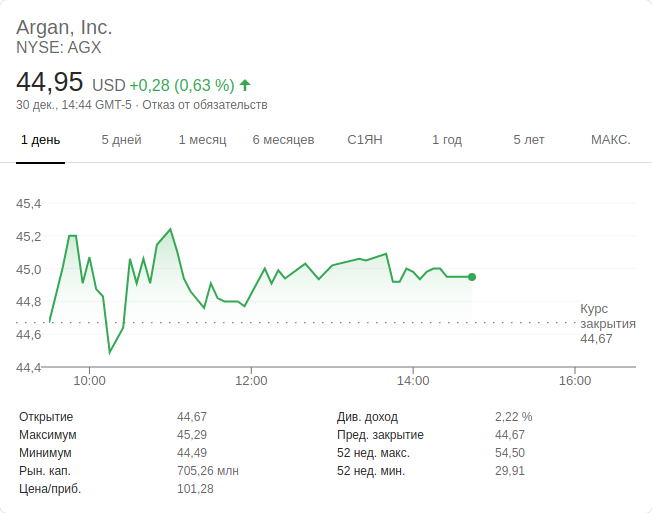 Argan, Inc.
NYSE: AGX
44,95 USD +0,28 (0,63 %)
30 дек., 14:44 GMT-5 · Отказ от обязательств
1 день 5 дней 1 месяц 6 месяцев С1ЯН 1 год 5 лет МАКС.
45,4
45,2
45,0
44,8
44,6
44,4
Курс
закрытия
44,67
10:00 12:00 14:00 16:00
Открытие 44,67 Див. доход 2,22 %
Максимум 45,29 Пред. закрытие 44,67
Минимум 44,49 52 нед. макс. 54,50
Рын. кап. 705,26 млн 52 нед. мин. 29,91
Цена/приб. 101,28